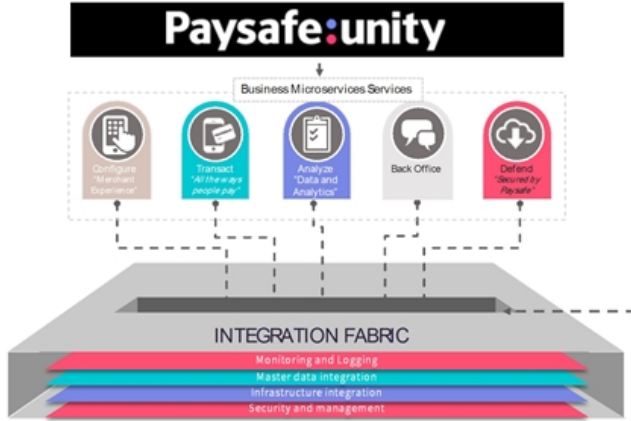 Paysafe:unity
Business Microservices Services
Configure
"Merchant
Experience"
Transact
"All the ways
people pay"
Analyze
"Data and
Analytics"
Back Office
Defend
"Secured by
Paysafe"
INTEGRATION FABRIC
Monitoring and Logging
Master data integration
Infrastructure integration
Security and management